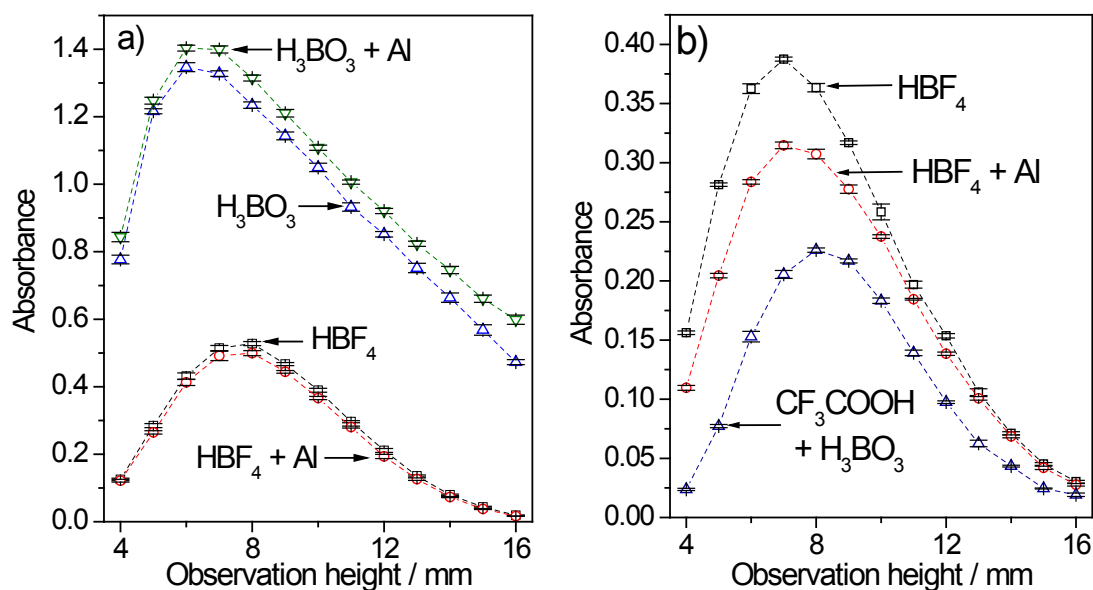 a)
H₃BO₃ + Al
H₃BO₃
HBF₄
HBF₄ + Al
Absorbance
1.4
1.2
1.0
0.8
0.6
0.4
0.2
0.0
4 8 12 16
Observation height / mm
b)
HBF₄
HBF₄ + Al
CF₃COOH
+ H₃BO₃
Absorbance
0.40
0.35
0.30
0.25
0.20
0.15
0.10
0.05
0.00
4 6 8 10 12 14 16
Observation height / mm